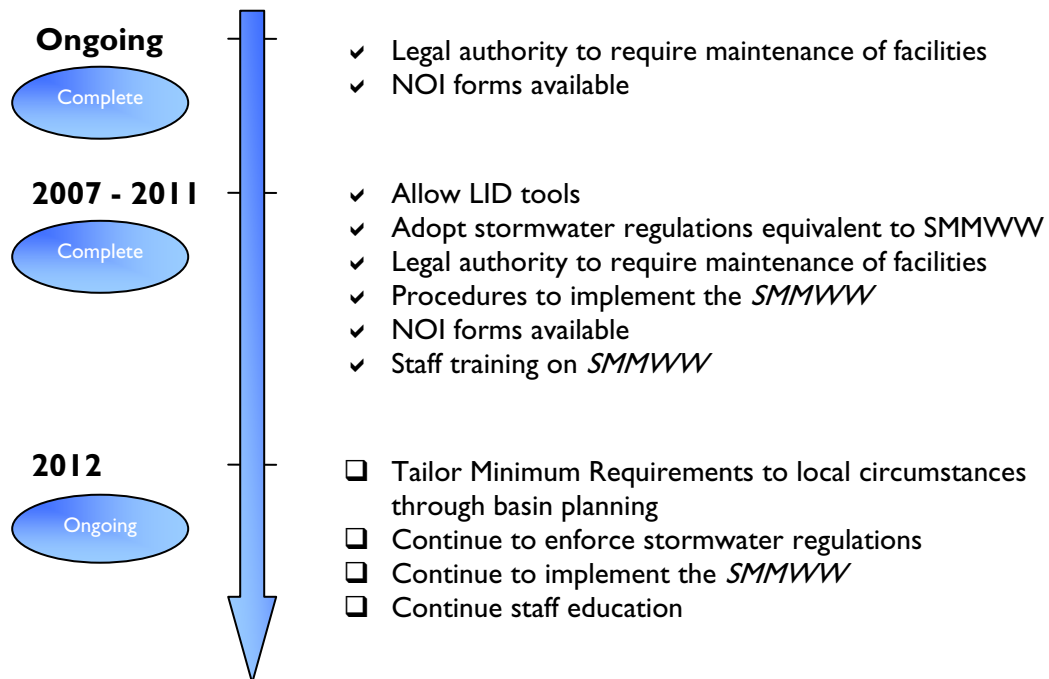 Ongoing
Complete
✓ Legal authority to require maintenance of facilities
✓ NOI forms available
2007 - 2011
Complete
✓ Allow LID tools
✓ Adopt stormwater regulations equivalent to SMMWW
✓ Legal authority to require maintenance of facilities
✓ Procedures to implement the SMMWW
✓ NOI forms available
✓ Staff training on SMMWW
2012
Ongoing
❑ Tailor Minimum Requirements to local circumstances
through basin planning
❑ Continue to enforce stormwater regulations
❑ Continue to implement the SMMWW
❑ Continue staff education